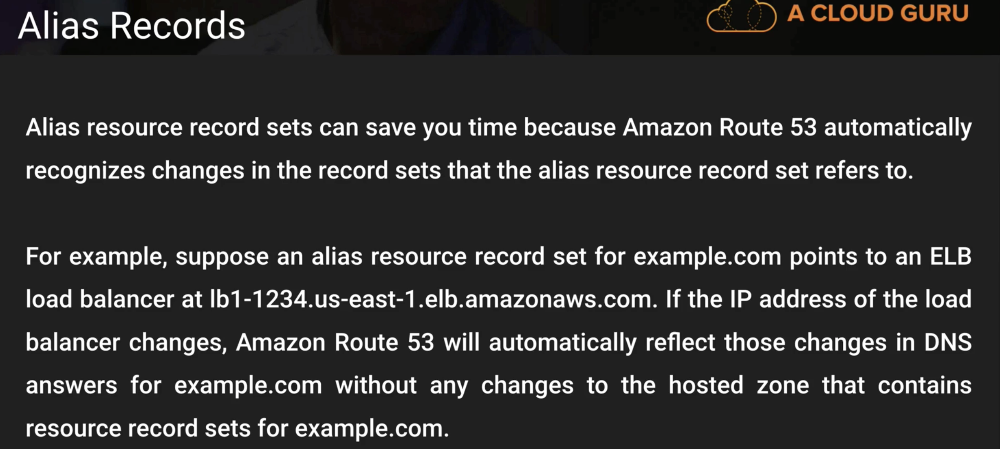 Alias Records
A CLOUD GURU
Alias resource record sets can save you time because Amazon Route 53 automatically
recognizes changes in the record sets that the alias resource record set refers to.
For example, suppose an alias resource record set for example.com points to an ELB
load balancer at lb1-1234.us-east-1.elb.amazonaws.com. If the IP address of the load
balancer changes, Amazon Route 53 will automatically reflect those changes in DNS
answers for example.com without any changes to the hosted zone that contains
resource record sets for example.com.